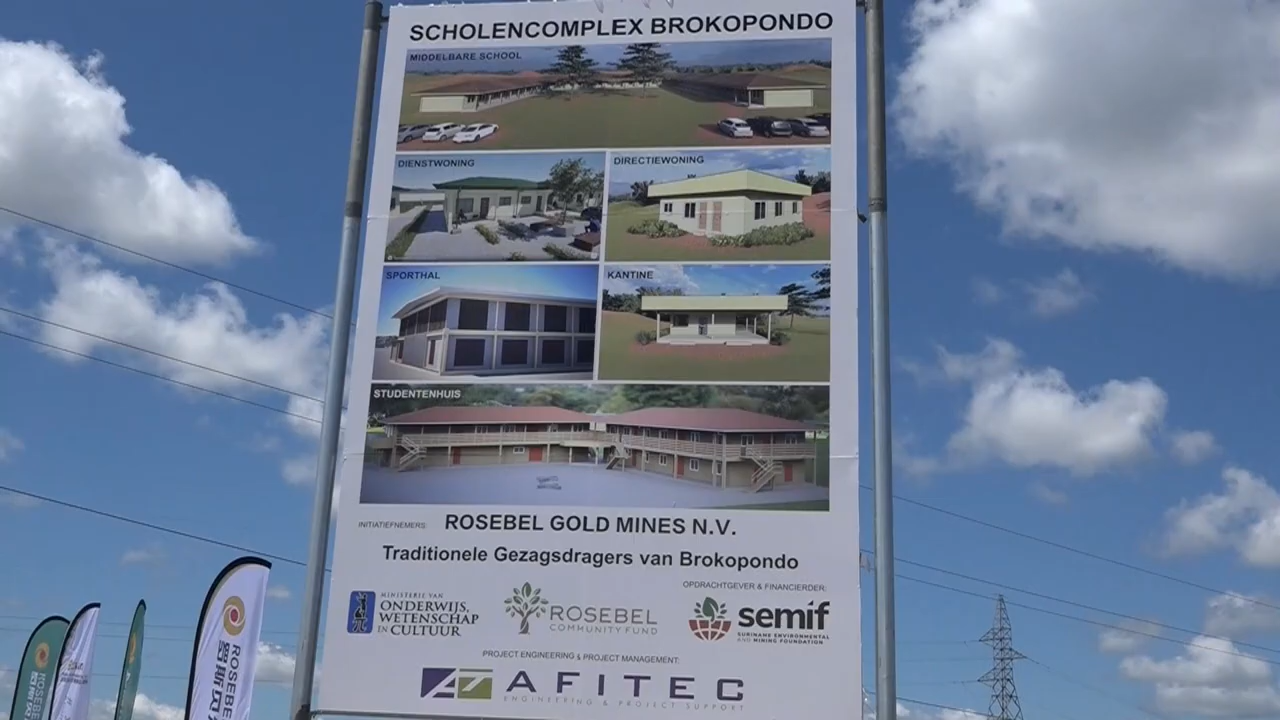 SCHOLENCOMPLEX BROKOPONDO
MIDDELBARE SCHOOL
DIENSTWONING
DIRECTIEWONING
SPORTHAL
KANTINE
STUDENTENHUIS
INITIATIEFNEMERS: ROSEBEL GOLD MINES N.V.
Traditionele Gezagsdragers van Brokopondo
OPDRACHTGEVER & FINANCIERDER:
MINISTERIE VAN
ONDERWIJS,
WETENSCHAP
EN CULTUUR
ROSEBEL
COMMUNITY FUND
semif
SURINAME ENVIRONMENTAL
AND MINING FOUNDATION
PROJECT ENGINEERING & PROJECT MANAGEMENT:
AFITEC
ENGINEERING & PROJECT SUPPORT
ROSEBE
ROSEBEL